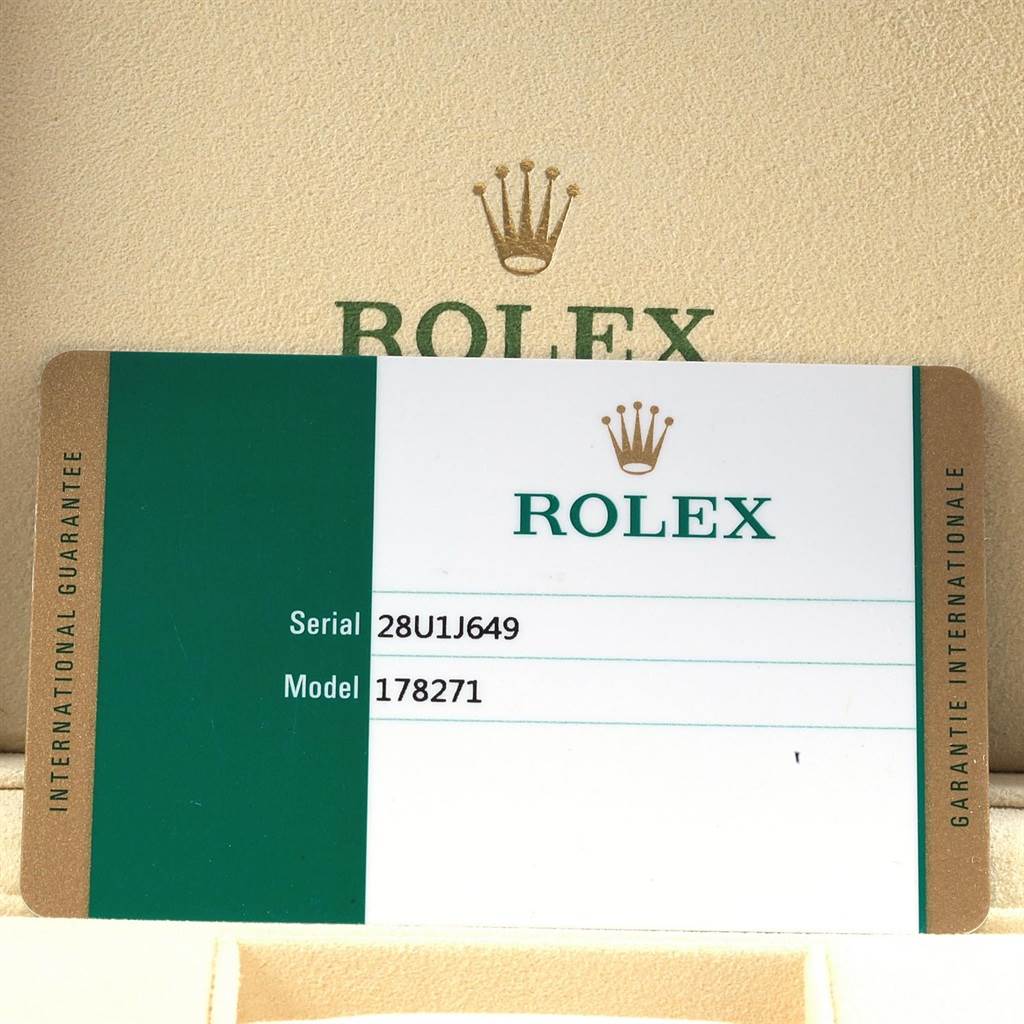 ROLEX
ROLEX
INTERNATIONAL GUARANTEE
Serial 28U1J649
Model 178271
GARANTIE INTERNATIONALE